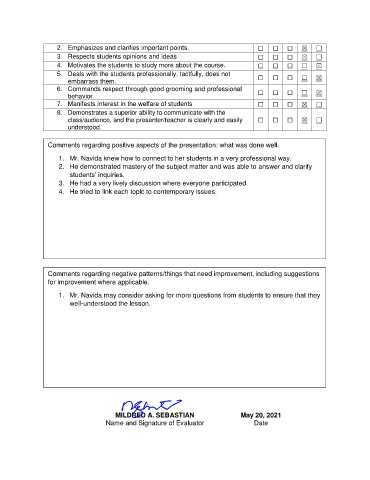 2. Emphasizes and clarifies important points. ☐ ☐ ☐ ☒ ☐
3. Respects students opinions and ideas ☐ ☐ ☐ ☒ ☐
4. Motivates the students to study more about the course. ☐ ☐ ☐ ☐ ☒
5. Deals with the students professionally, tactfully, does not
embarrass them. ☐ ☐ ☐ ☐ ☒
6. Commands respect through good grooming and professional
behavior ☐ ☐ ☐ ☐ ☒
7. Manifests interest in the welfare of students ☐ ☐ ☐ ☒ ☐
8. Demonstrates a superior ability to communicate with the
class/audience, and the presenter/teacher is clearly and easily
understood. ☐ ☐ ☐ ☒ ☐
Comments regarding positive aspects of the presentation; what was done well.
1. Mr. Navida knew how to connect to her students in a very professional way.
2. He demonstrated mastery of the subject matter and was able to answer and clarify
students' inquiries.
3. He had a very lively discussion where everyone participated
4. He tried to link each topic to contemporary issues.
Comments regarding negative patterns/things that need improvement, including suggestions
for improvement where applicable.
1. Mr. Navida may consider asking for more questions from students to ensure that they
well-understood the lesson.
MILDRED A. SEBASTIAN May 20, 2021
Name and Signature of Evaluator Date